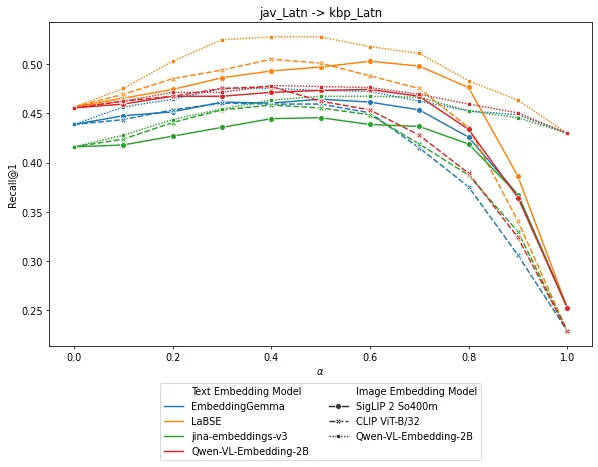 jav_Latn -> kbp_Latn
Recall@1
0.50
0.45
0.40
0.35
0.30
0.25
0.0 0.2 0.4 0.6 0.8 1.0
α
Text Embedding Model Image Embedding Model
EmbeddingGemma SigLIP 2 So400m
LaBSE CLIP ViT-B/32
jina-embeddings-v3 Qwen-VL-Embedding-2B
Qwen-VL-Embedding-2B